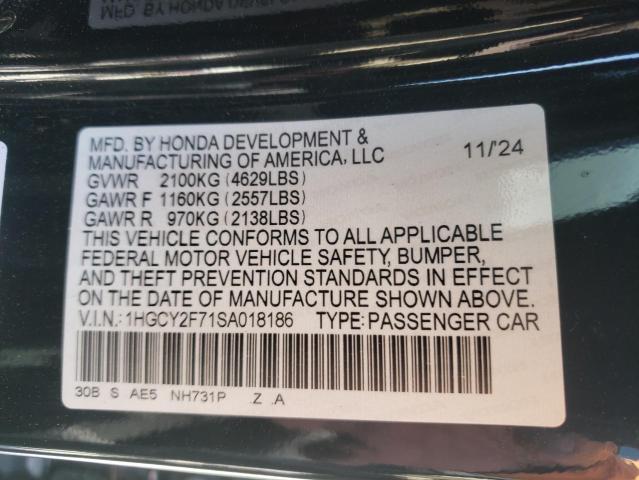 MFD. BY HONDA DEVELOPMENT &
MANUFACTURING OF AMERICA, LLC 11/'24
GVWR 2100KG (4629LBS)
GAWR F 1160KG (2557LBS)
GAWR R 970KG (2138LBS)
THIS VEHICLE CONFORMS TO ALL APPLICABLE
FEDERAL MOTOR VEHICLE SAFETY, BUMPER,
AND THEFT PREVENTION STANDARDS IN EFFECT
ON THE DATE OF MANUFACTURE SHOWN ABOVE.
V.I.N.: 1HGCY2F71SA018186 TYPE: PASSENGER CAR
30B S AE5 NH731P Z .A